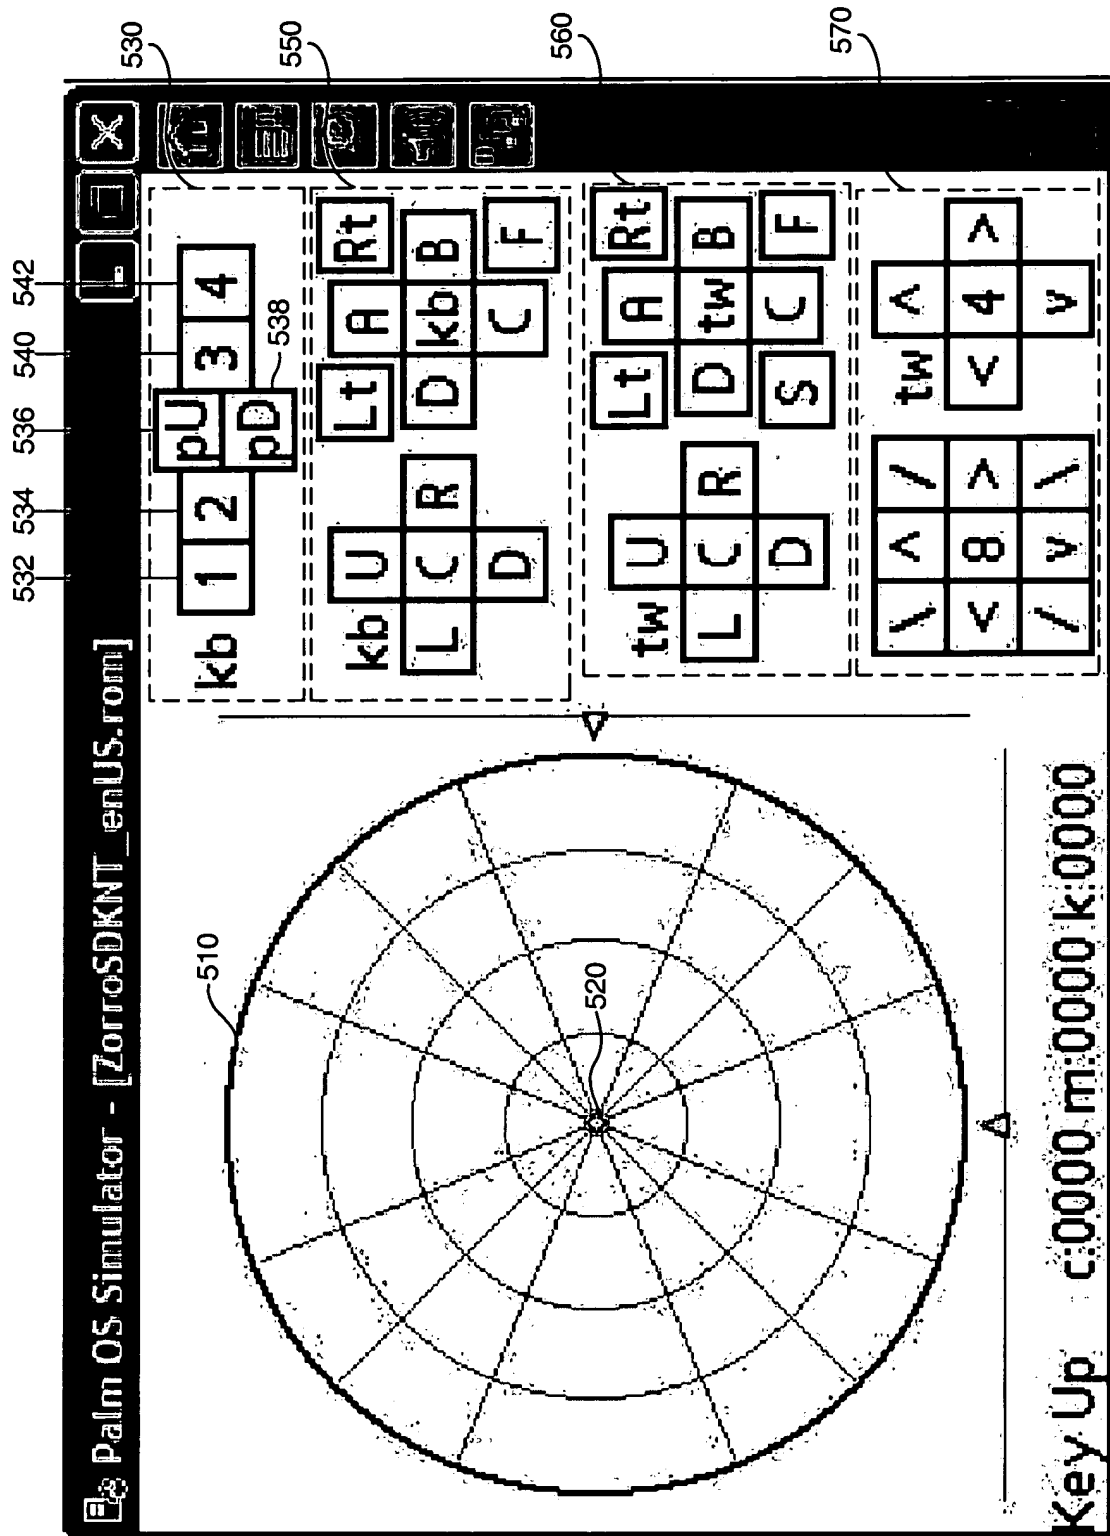 532 534 536 540 542
Palm OS Simulator - [ZorroSDKNT_enUS.rom]
530
kb 1 2 pU 3 4
pD 538
550
510
kb U Lt A Rt
L C R D kb B
D C F
560
520
tw U Lt A Rt
L C R D tw B
D S C F
570
\ ^ / tw ^
< 8 > < 4 >
/ v \ v
Key Up c:0000 m:0000 k:0000